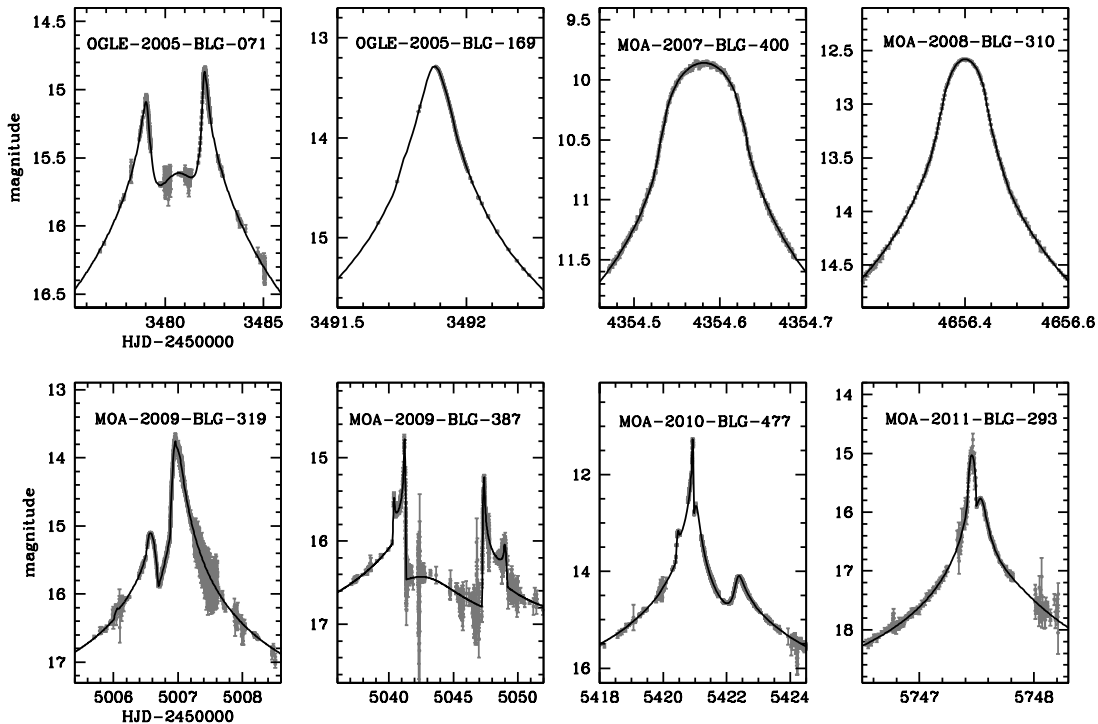 OGLE-2005-BLG-071
14.5
15
15.5
16
16.5
magnitude
3480 3485
HJD-2450000
OGLE-2005-BLG-169
13
14
15
3491.5 3492
MOA-2007-BLG-400
9.5
10
10.5
11
11.5
4354.5 4354.6 4354.7
MOA-2008-BLG-310
12.5
13
13.5
14
14.5
4656.4 4656.6
MOA-2009-BLG-319
13
14
15
16
17
magnitude
5006 5007 5008
HJD-2450000
MOA-2009-BLG-387
15
16
17
5040 5045 5050
MOA-2010-BLG-477
12
14
16
5418 5420 5422 5424
MOA-2011-BLG-293
14
15
16
17
18
5747 5748